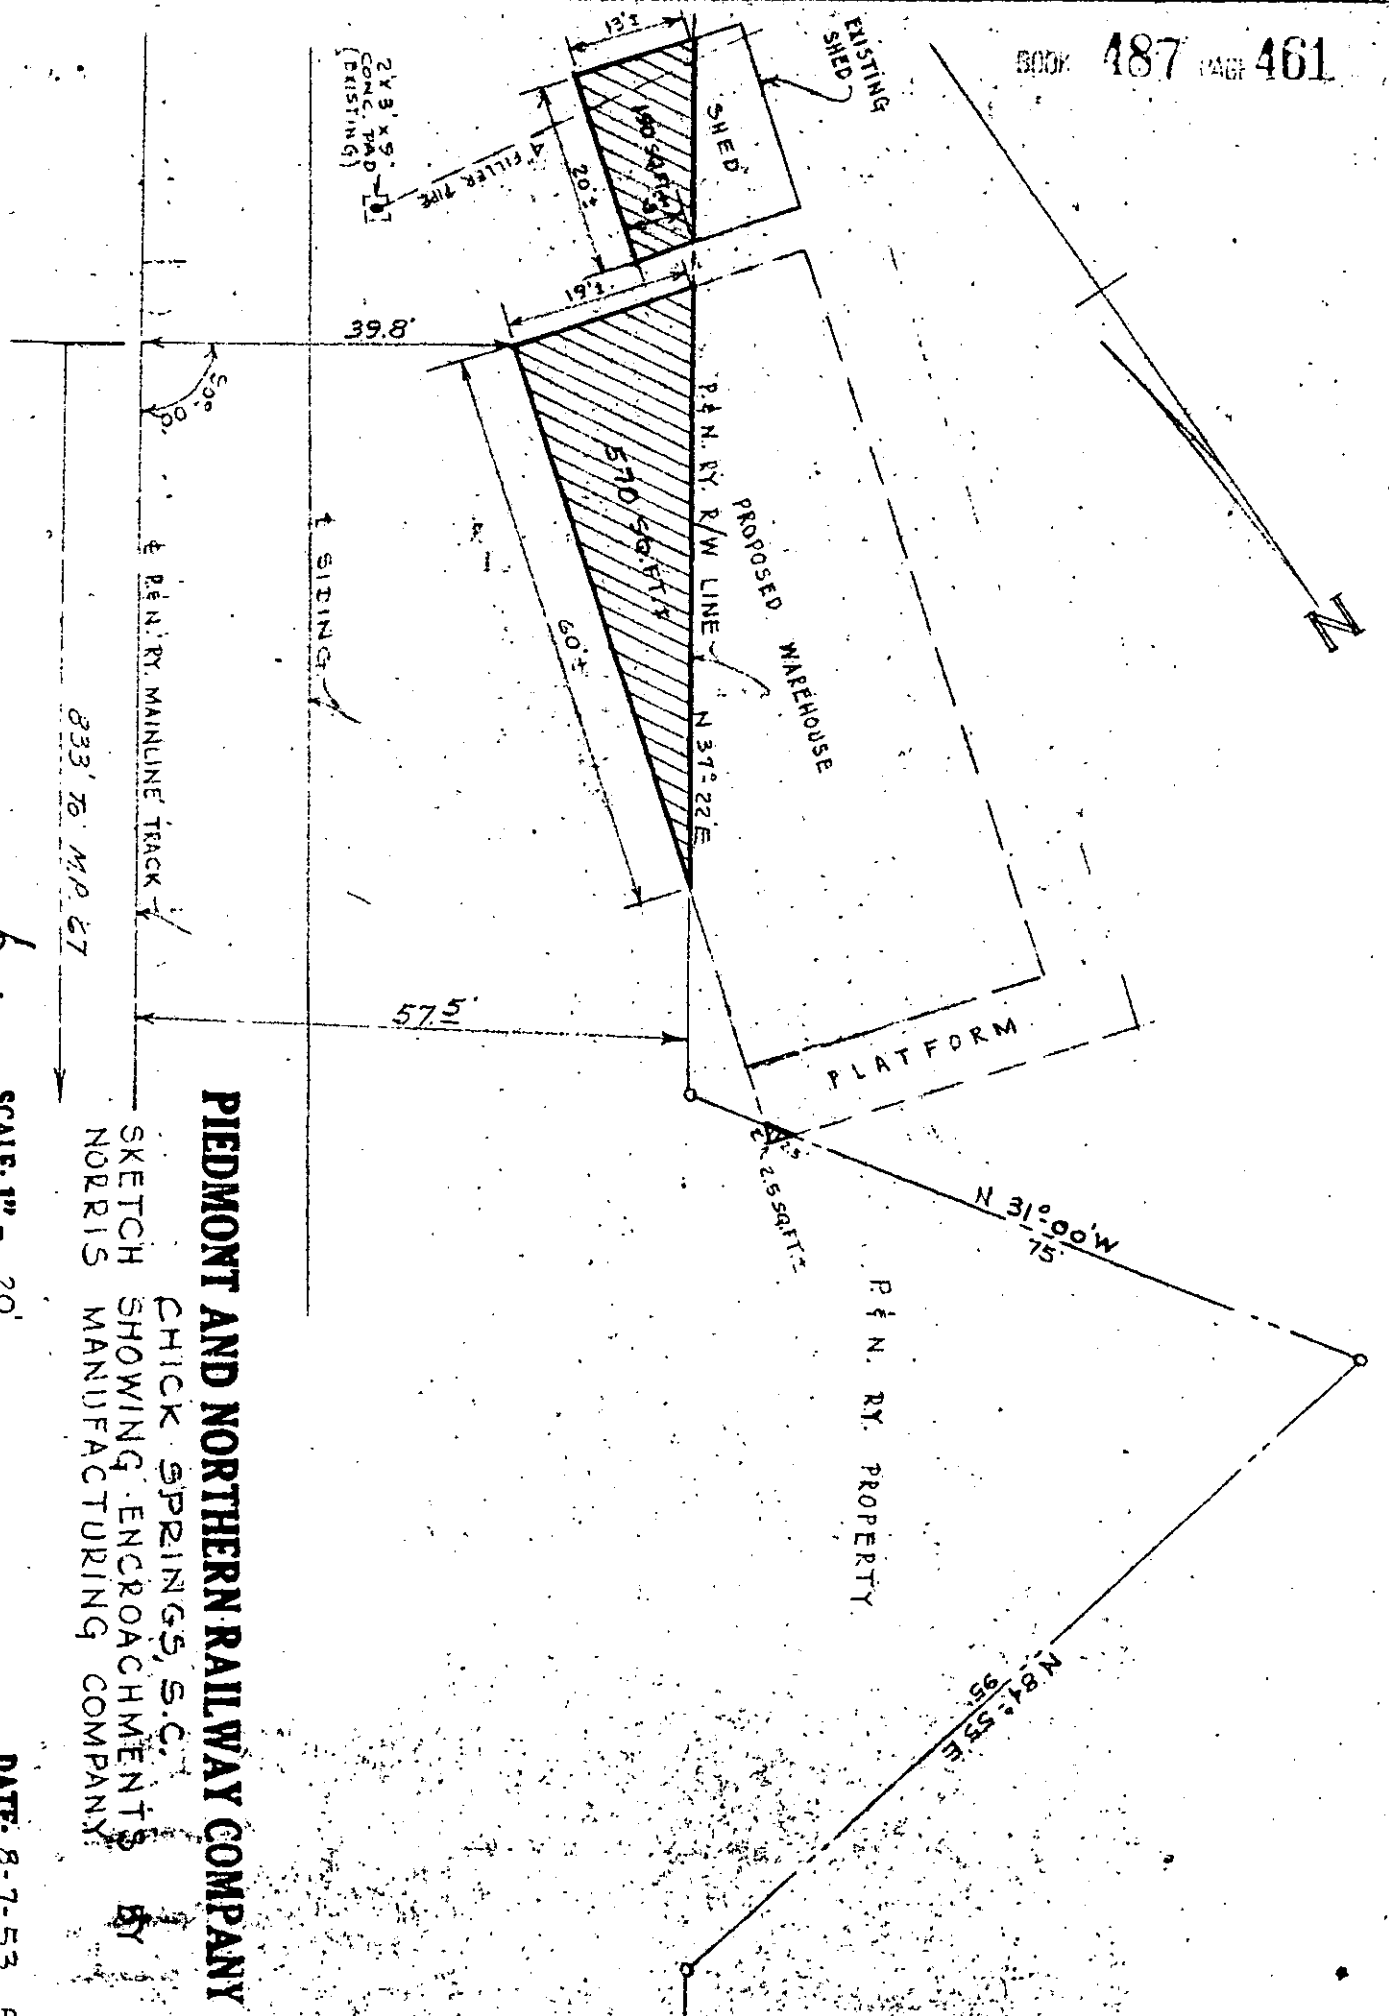 BOOK 487 PAGE 461
EXISTING
SHED
SHED
13'±
190 SQ. FT. ±
20'±
4" FILLER PIPE
2' X 3' X 5'
CONC. PAD
(EXISTING)
19'±
39.8'
90°-00'
570 SQ. FT. ±
60'±
P. & N. RY. R/W LINE
N 37°-22'E
PROPOSED WAREHOUSE
℄ SIDING
℄ P. & N. RY. MAINLINE TRACK
833' TO M.P. 67
57.5'
PLATFORM
2.5 SQ. FT. ±
N 31°-00'W
75'
P. & N. RY. PROPERTY
N 84°-55'E
95'
N
PIEDMONT AND NORTHERN RAILWAY COMPANY
CHICK SPRINGS, S.C.
SKETCH SHOWING ENCROACHMENTS BY
NORRIS MANUFACTURING COMPANY
SCALE: 1" = 20'
DATE: 8-7-53